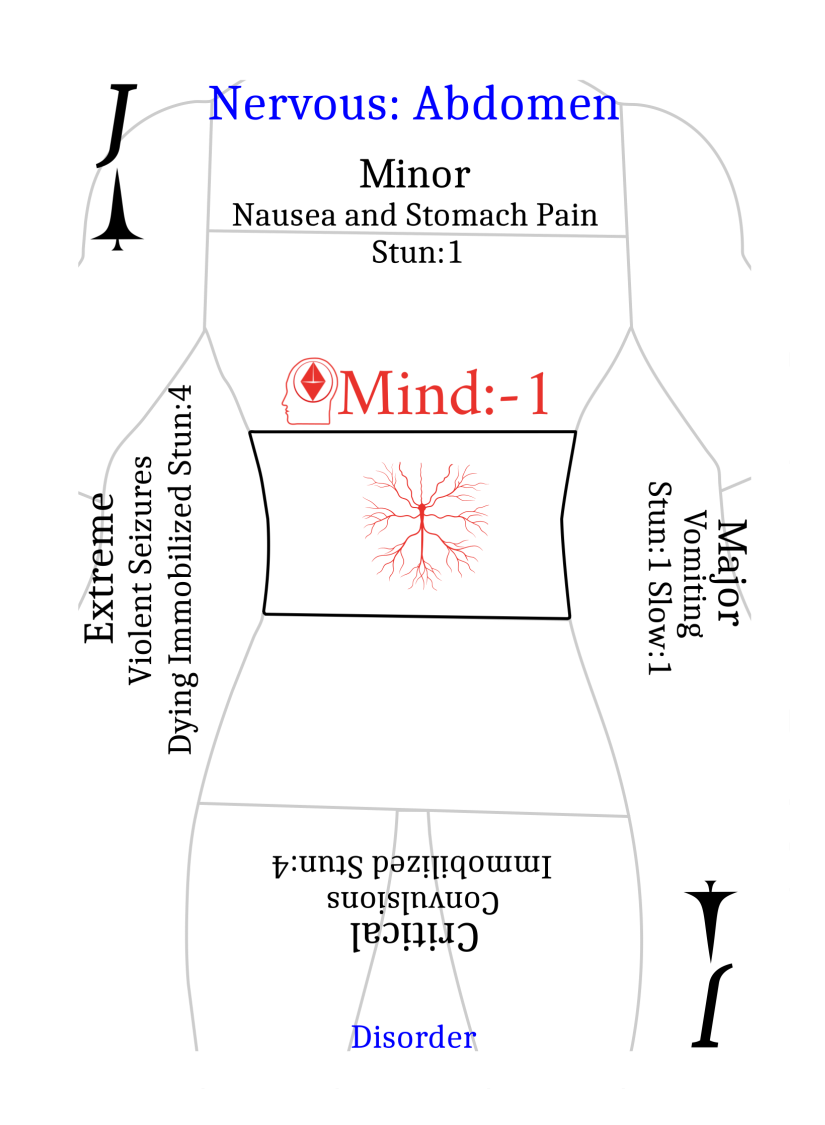 J
Nervous: Abdomen
Minor
Nausea and Stomach Pain
Stun:1
Mind:-1
Extreme
Violent Seizures
Dying Immobilized Stun:4
Major
Vomiting
Stun:1 Slow:1
Critical
Convulsions
Immobilized Stun:4
Disorder
J